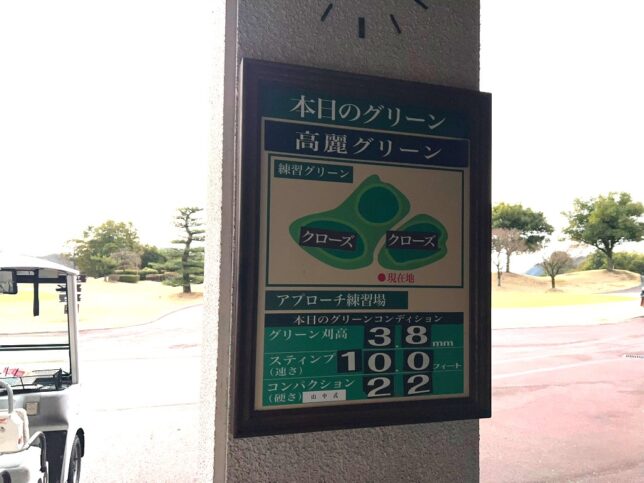 本日のグリーン
高麗グリーン
練習グリーン
クローズ クローズ
●現在地
アプローチ練習場
本日のグリーンコンディション
グリーン刈高 3.8mm
スティンプ(速さ) 10.0フィート
コンパクション(硬さ) 山中式 22